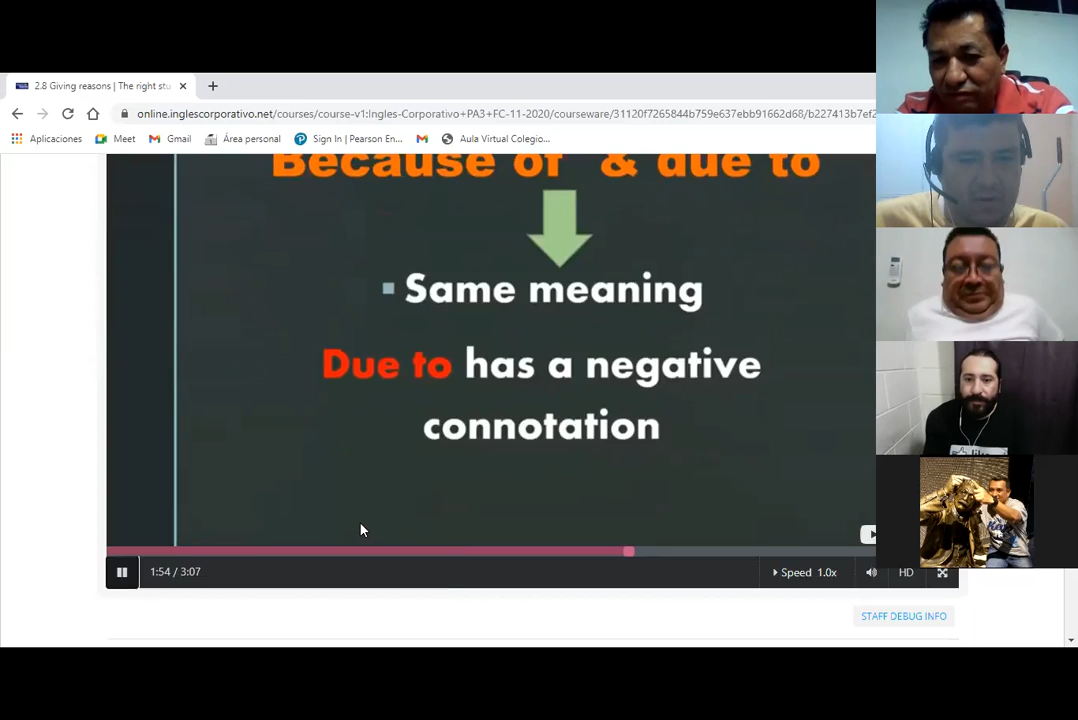 2.8 Giving reasons | The right stu
online.inglescorporativo.net/courses/course-v1:Ingles-Corporativo+PA3+FC-11-2020/courseware/31120f7265844b759e637ebb91662d68/b227413b7ef2
Aplicaciones Meet Gmail Área personal Sign In | Pearson En... Aula Virtual Colegio...
Because of & due to
Same meaning
Due to has a negative
connotation
1:54 / 3:07 Speed 1.0x HD
STAFF DEBUG INFO